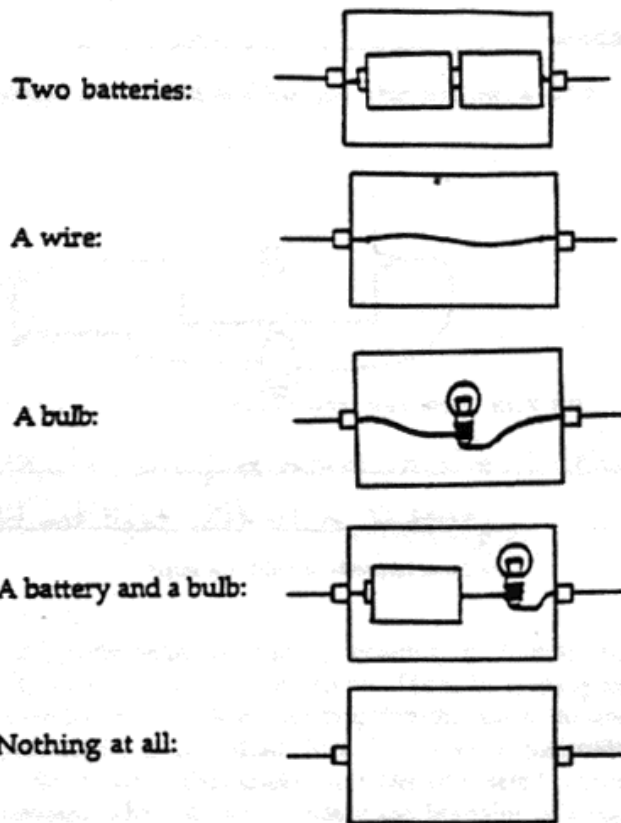 Two batteries:
A wire:
A bulb:
A battery and a bulb:
Nothing at all: